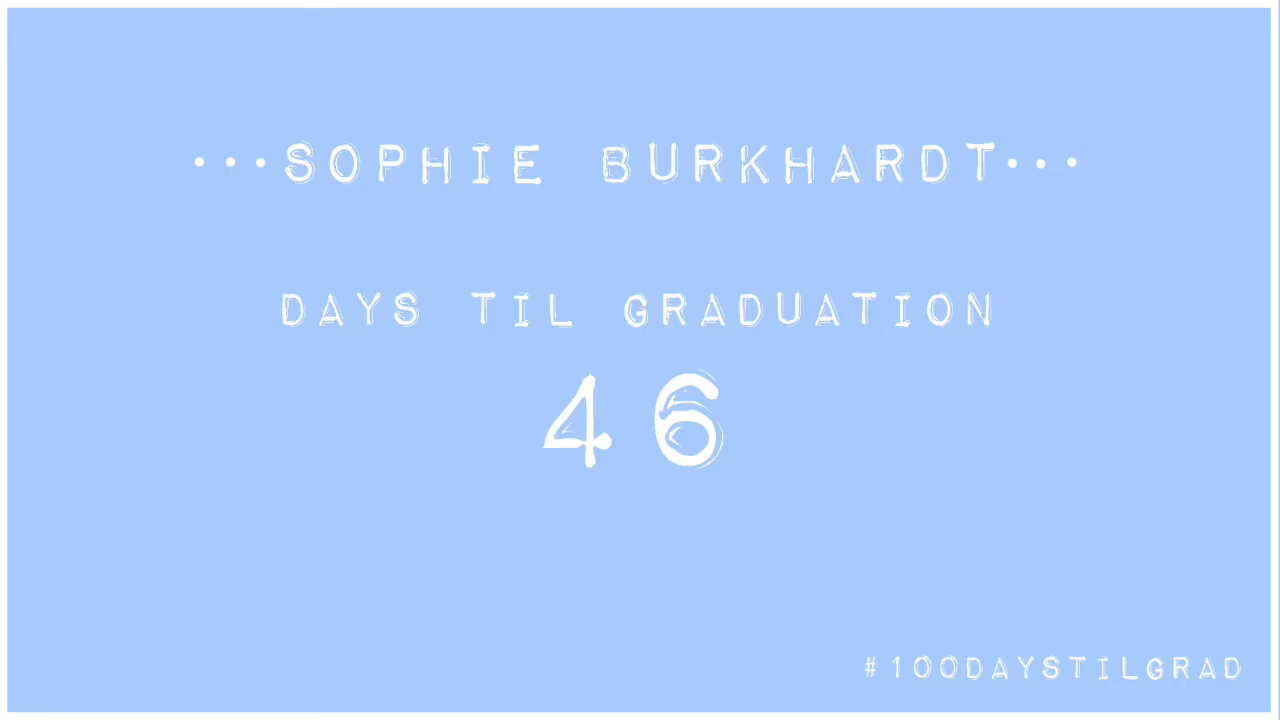 ...SOPHIE BURKHARDT...
DAYS TIL GRADUATION
46
#100DAYSTILGRAD